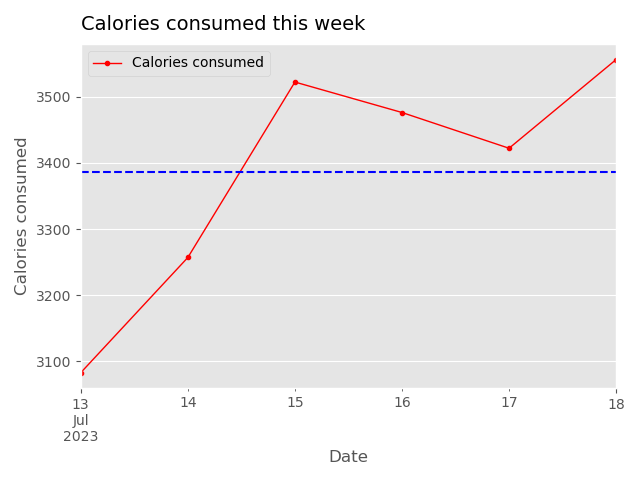 Calories consumed this week
Calories consumed
3500
3400
3300
3200
3100
Calories consumed
13
Jul
2023
14
15
16
17
18
Date